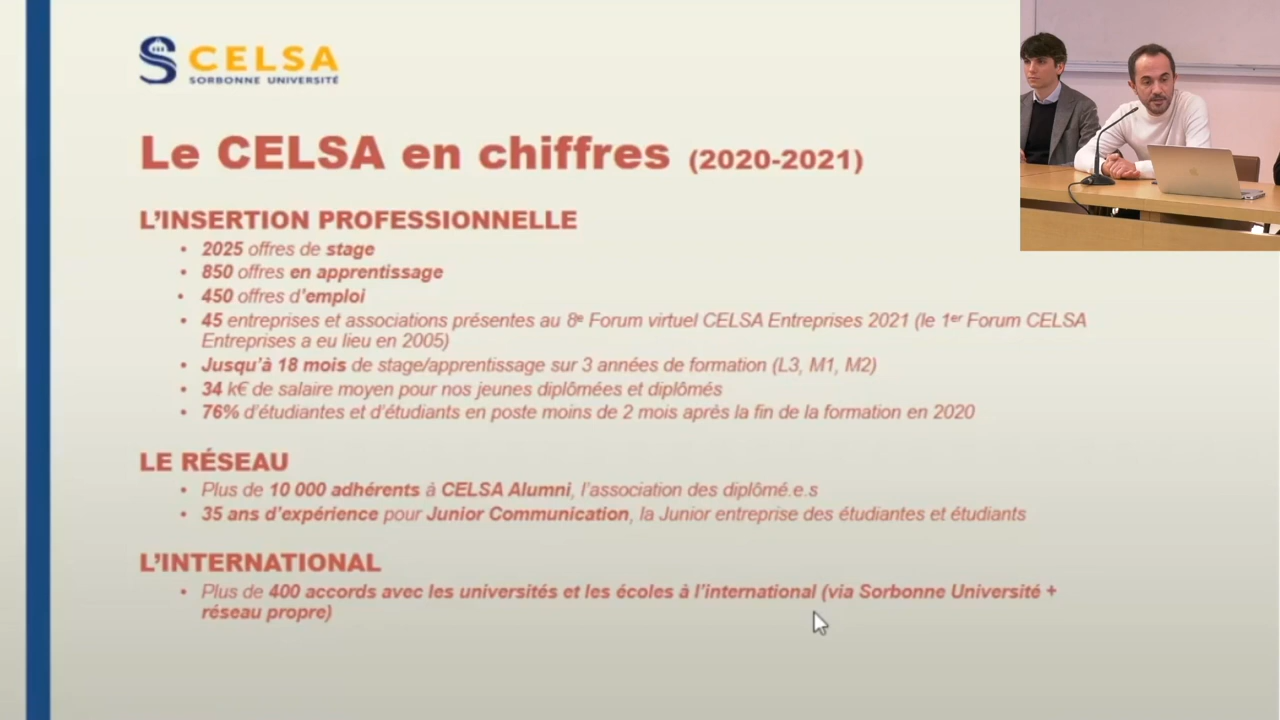 CELSA
SORBONNE UNIVERSITÉ
Le CELSA en chiffres (2020-2021)
L'INSERTION PROFESSIONNELLE
• 2025 offres de stage
• 850 offres en apprentissage
• 450 offres d'emploi
• 45 entreprises et associations présentes au 8e Forum virtuel CELSA Entreprises 2021 (le 1er Forum CELSA
Entreprises a eu lieu en 2005)
• Jusqu'à 18 mois de stage/apprentissage sur 3 années de formation (L3, M1, M2)
• 34 k€ de salaire moyen pour nos jeunes diplômées et diplômés
• 76% d'étudiantes et d'étudiants en poste moins de 2 mois après la fin de la formation en 2020
LE RÉSEAU
• Plus de 10 000 adhérents à CELSA Alumni, l'association des diplômé.e.s
• 35 ans d'expérience pour Junior Communication, la Junior entreprise des étudiantes et étudiants
L'INTERNATIONAL
• Plus de 400 accords avec les universités et les écoles à l'international (via Sorbonne Université +
réseau propre)